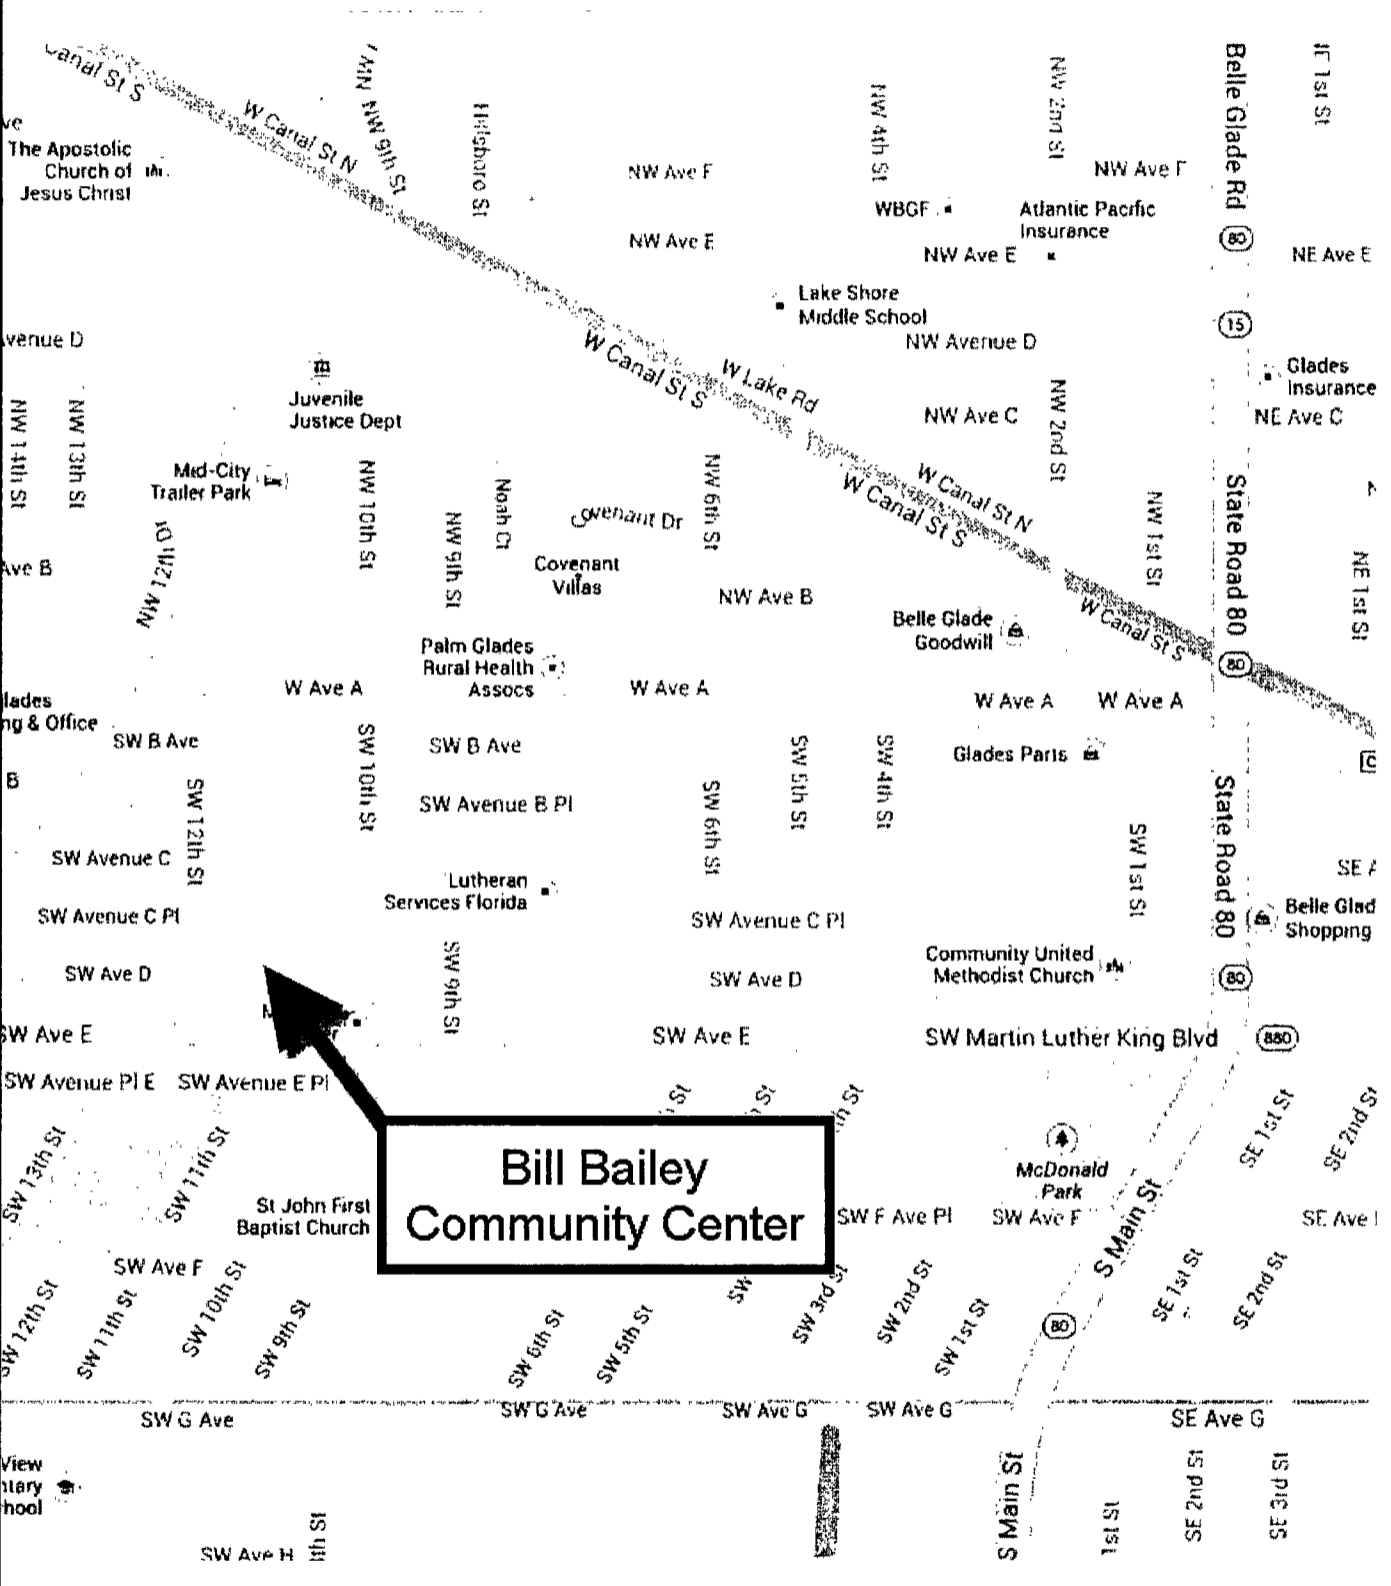 Canal St S
W Canal St N
NW 9th St
Hillsboro St
NW 4th St
NW 2nd St
Belle Glade Rd
The Apostolic
Church of
Jesus Christ
NW Ave F
NW Ave F
WBGF
Atlantic Pacific
Insurance
80
NW Ave E
NW Ave E
NE Ave E
Lake Shore
Middle School
15
venue D
NW Avenue D
W Canal St S
W Lake Rd
Glades
Insurance
Juvenile
Justice Dept
NW Ave C
NE Ave C
NW 14th St
NW 13th St
NW 2nd St
Mid-City
Trailer Park
NW 10th St
Noah Ct
NW 9th St
Covenant Dr
NW 6th St
W Canal St N
W Canal St S
NW 1st St
State Road 80
NW 12th Dr
Ave B
Covenant
Villas
NW Ave B
NE 1st St
Belle Glade
Goodwill
W Canal St S
80
Palm Glades
Rural Health
Assocs
W Ave A
W Ave A
W Ave A
W Ave A
lades
ng & Office
SW B Ave
SW 10th St
SW B Ave
SW 5th St
SW 4th St
Glades Parts
B
SW 12th St
SW Avenue B Pl
SW 6th St
State Road 80
SW 1st St
SW Avenue C
SE A
Lutheran
Services Florida
SW Avenue C Pl
SW Avenue C Pl
Belle Glad
Shopping
SW Ave D
SW 9th St
SW Ave D
Community United
Methodist Church
80
SW Ave E
SW Ave E
SW Martin Luther King Blvd
880
SW Avenue Pl E
SW Avenue E Pl
SW 13th St
SW 11th St
SE 1st St
SE 2nd St
Bill Bailey
Community Center
McDonald
Park
St John First
Baptist Church
SW F Ave Pl
SW Ave F
S Main St
SE Ave
SW Ave F
SW 12th St
SW 11th St
SW 10th St
SW 9th St
SW 6th St
SW 5th St
SW
SW 3rd St
SW 2nd St
SW 1st St
80
SE 1st St
SE 2nd St
SW G Ave
SW G Ave
SW Ave G
SW Ave G
SE Ave G
View
ntary
hool
S Main St
1st St
SE 2nd St
SE 3rd St
SW Ave H